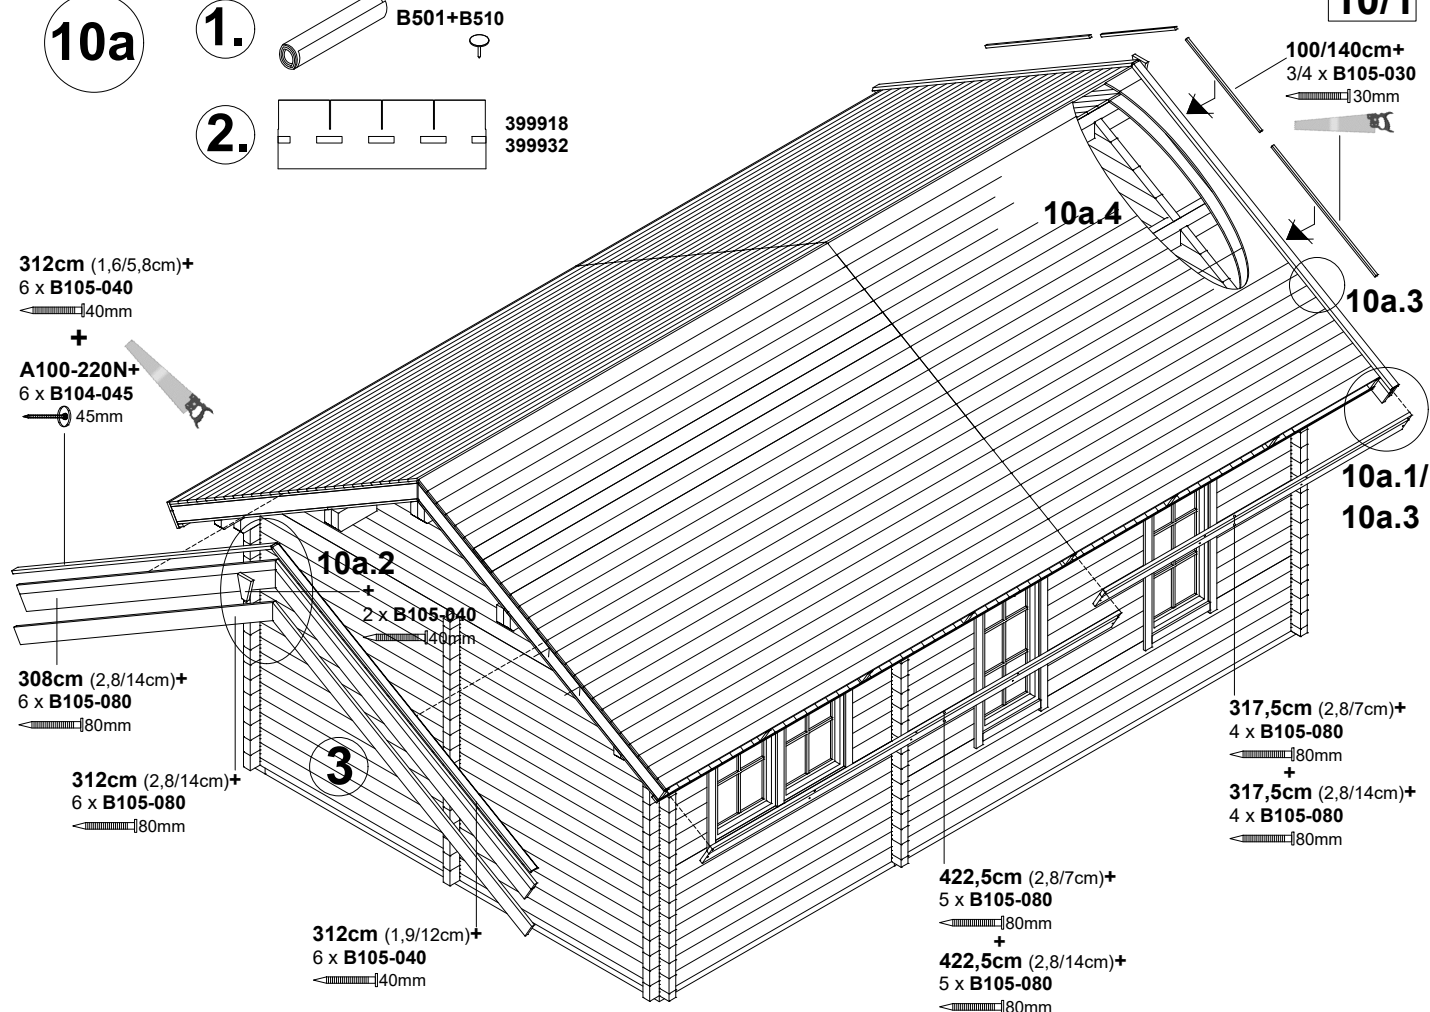 10a
1.
B501+B510
10/1
100/140cm+
3/4 x B105-030
30mm
2.
399918
399932
10a.4
312cm (1,6/5,8cm)+
6 x B105-040
40mm
+
A100-220N+
6 x B104-045
45mm
10a.3
10a.1/
10a.3
10a.2
+
2 x B105-040
40mm
308cm (2,8/14cm)+
6 x B105-080
80mm
312cm (2,8/14cm)+
6 x B105-080
80mm
3
317,5cm (2,8/7cm)+
4 x B105-080
80mm
+
317,5cm (2,8/14cm)+
4 x B105-080
80mm
422,5cm (2,8/7cm)+
5 x B105-080
80mm
+
422,5cm (2,8/14cm)+
5 x B105-080
80mm
312cm (1,9/12cm)+
6 x B105-040
40mm